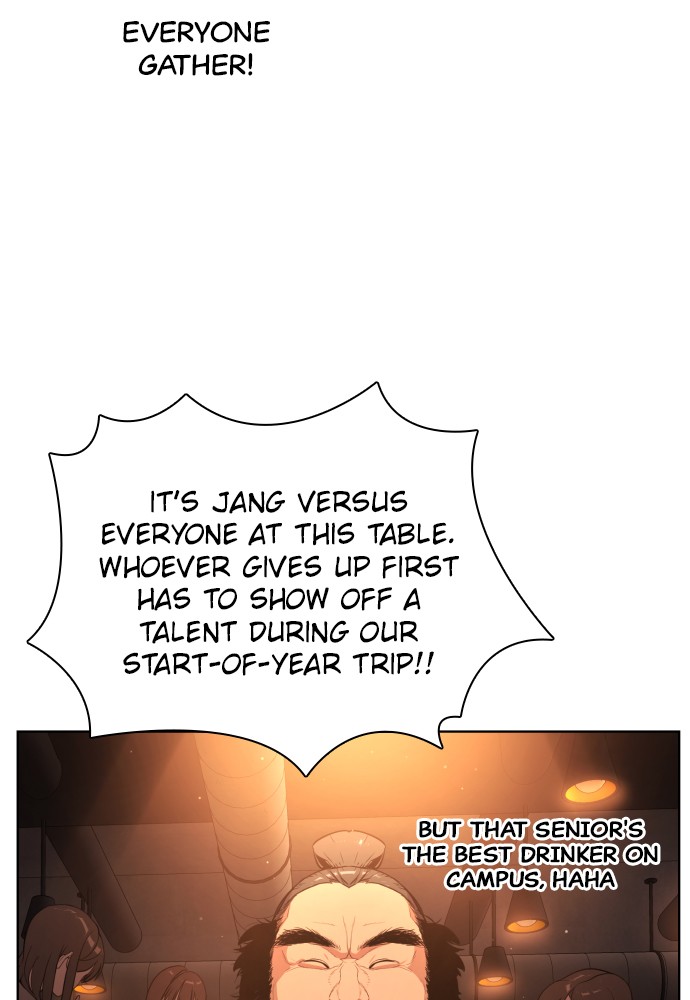 EVERYONE
GATHER!
IT'S JANG VERSUS
EVERYONE AT THIS TABLE.
WHOEVER GIVES UP FIRST
HAS TO SHOW OFF A
TALENT DURING OUR
START-OF-YEAR TRIP!!
BUT THAT SENIOR'S
THE BEST DRINKER ON
CAMPUS, HAHA